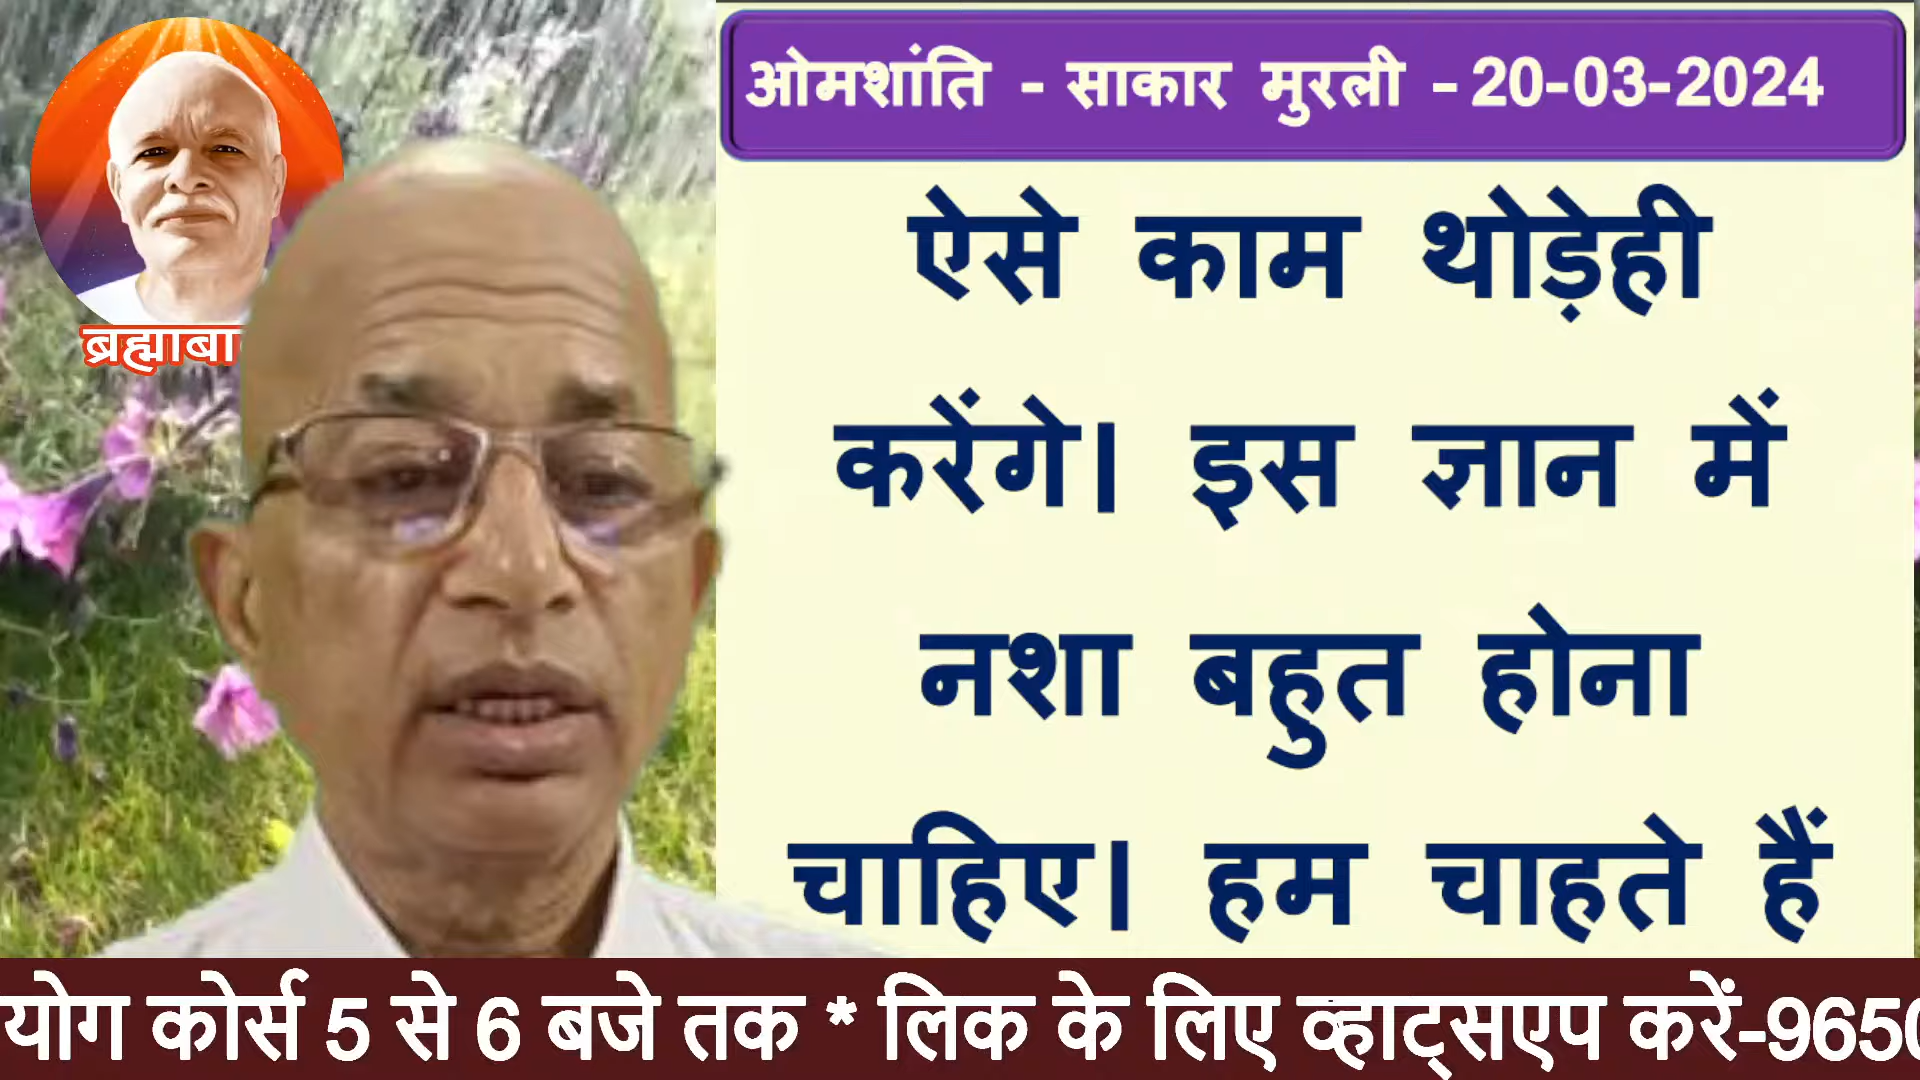 ओमशांति - साकार मुरली - 20-03-2024
ब्रह्माबा
ऐसे काम थोड़ेही
करेंगे। इस ज्ञान में
नशा बहुत होना
चाहिए। हम चाहते हैं
योग कोर्स 5 से 6 बजे तक * लिंक के लिए व्हाट्सएप करें-9650